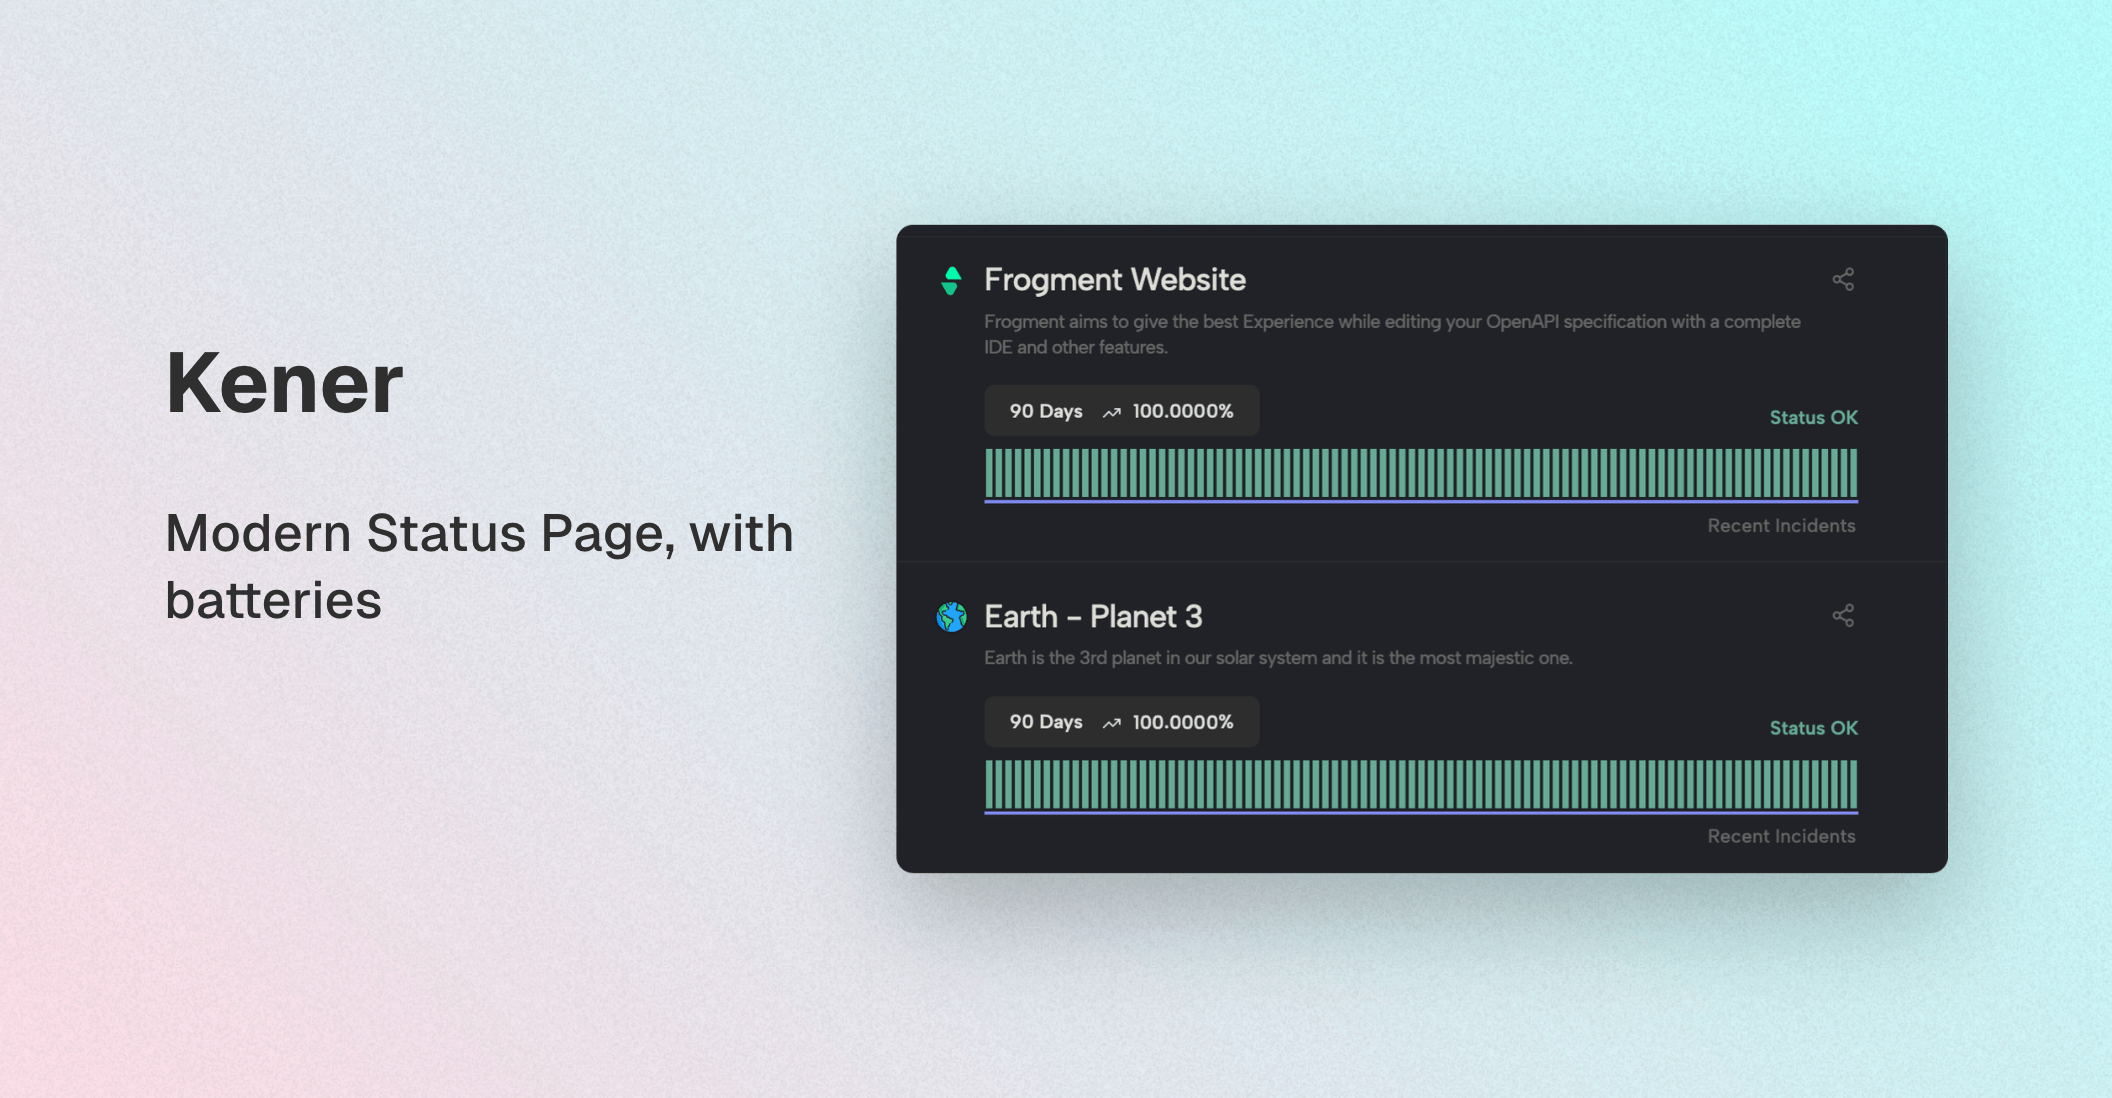 Kener
Modern Status Page, with
batteries
Frogment Website
Frogment aims to give the best Experience while editing your OpenAPI specification with a complete
IDE and other features.
90 Days 100.0000%
Status OK
Recent Incidents
Earth - Planet 3
Earth is the 3rd planet in our solar system and it is the most majestic one.
90 Days 100.0000%
Status OK
Recent Incidents